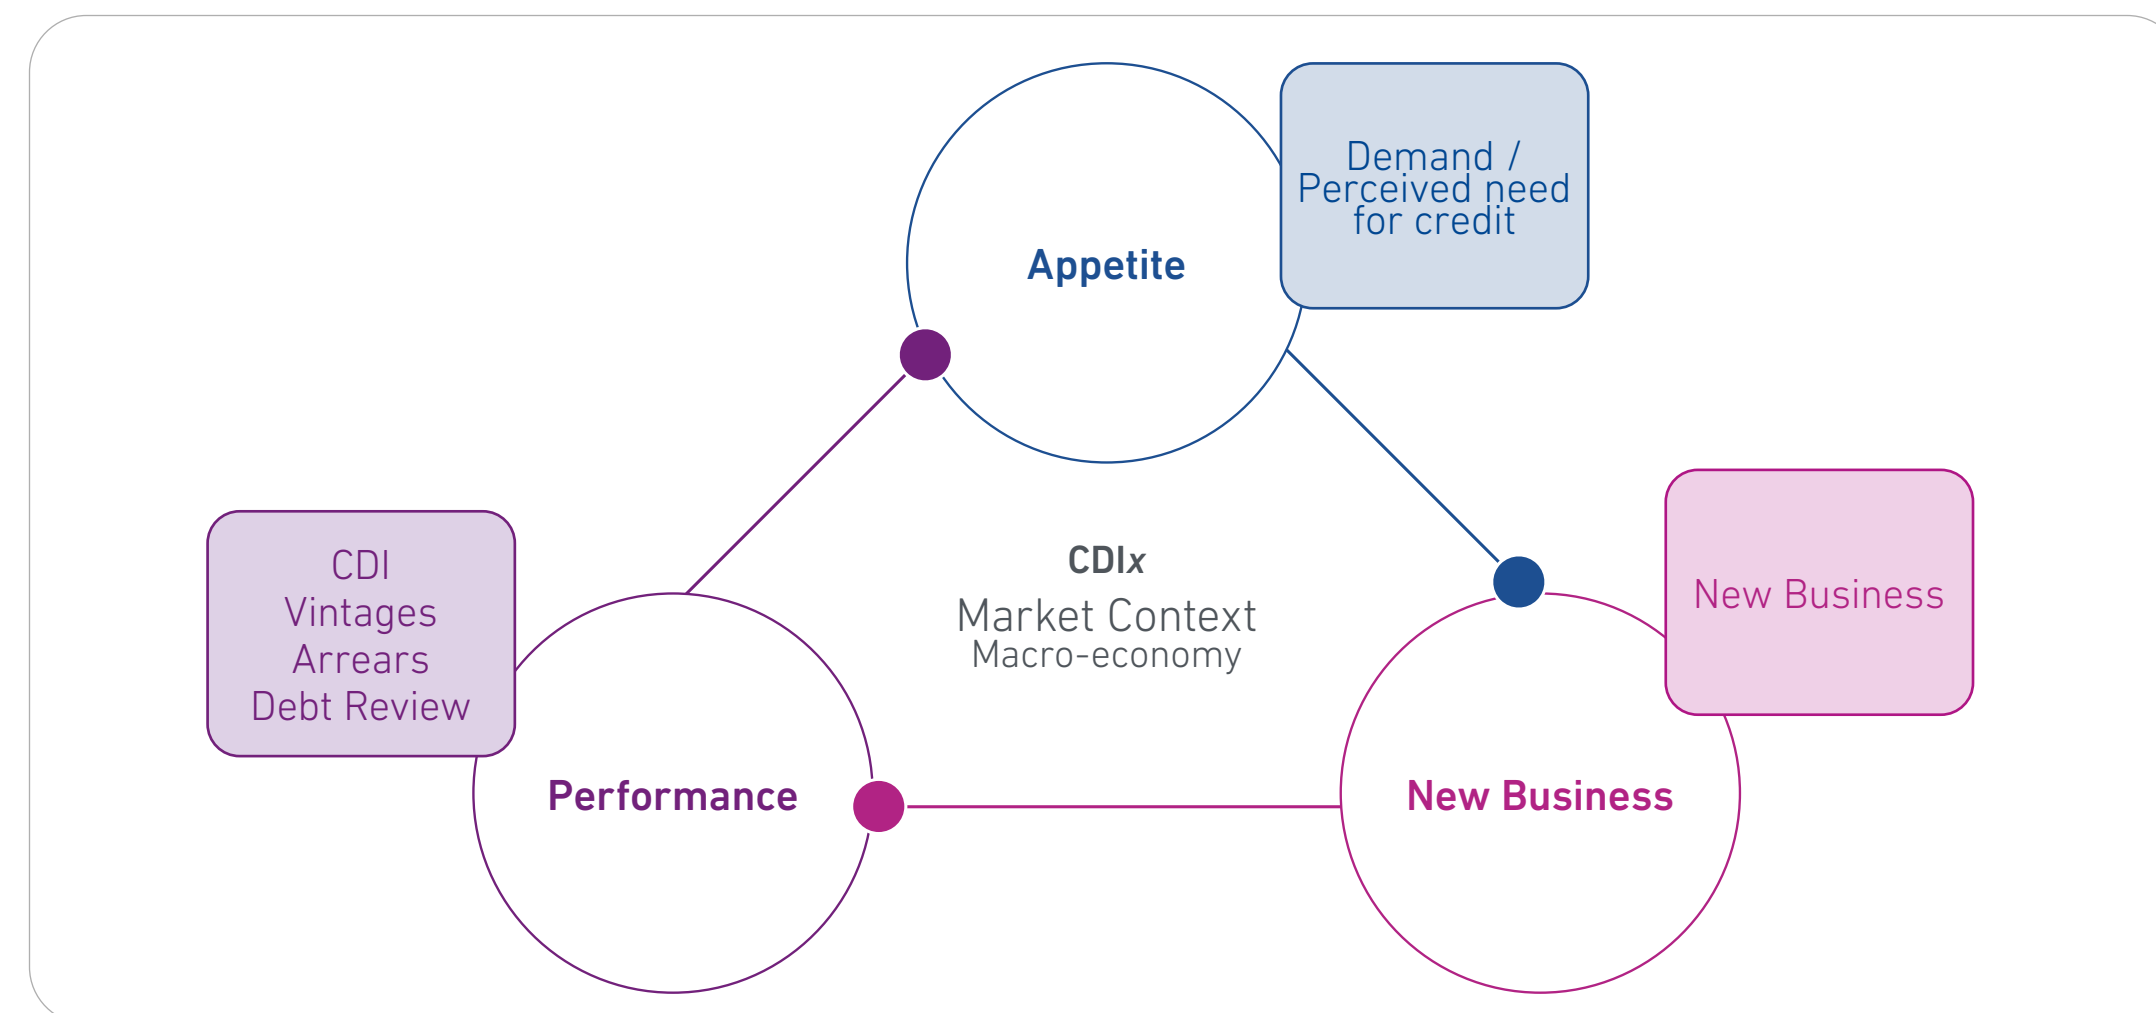 Demand /
Perceived need
for credit
Appetite
CDI
Vintages
Arrears
Debt Review
CDIx
Market Context
Macro-economy
New Business
Performance
New Business